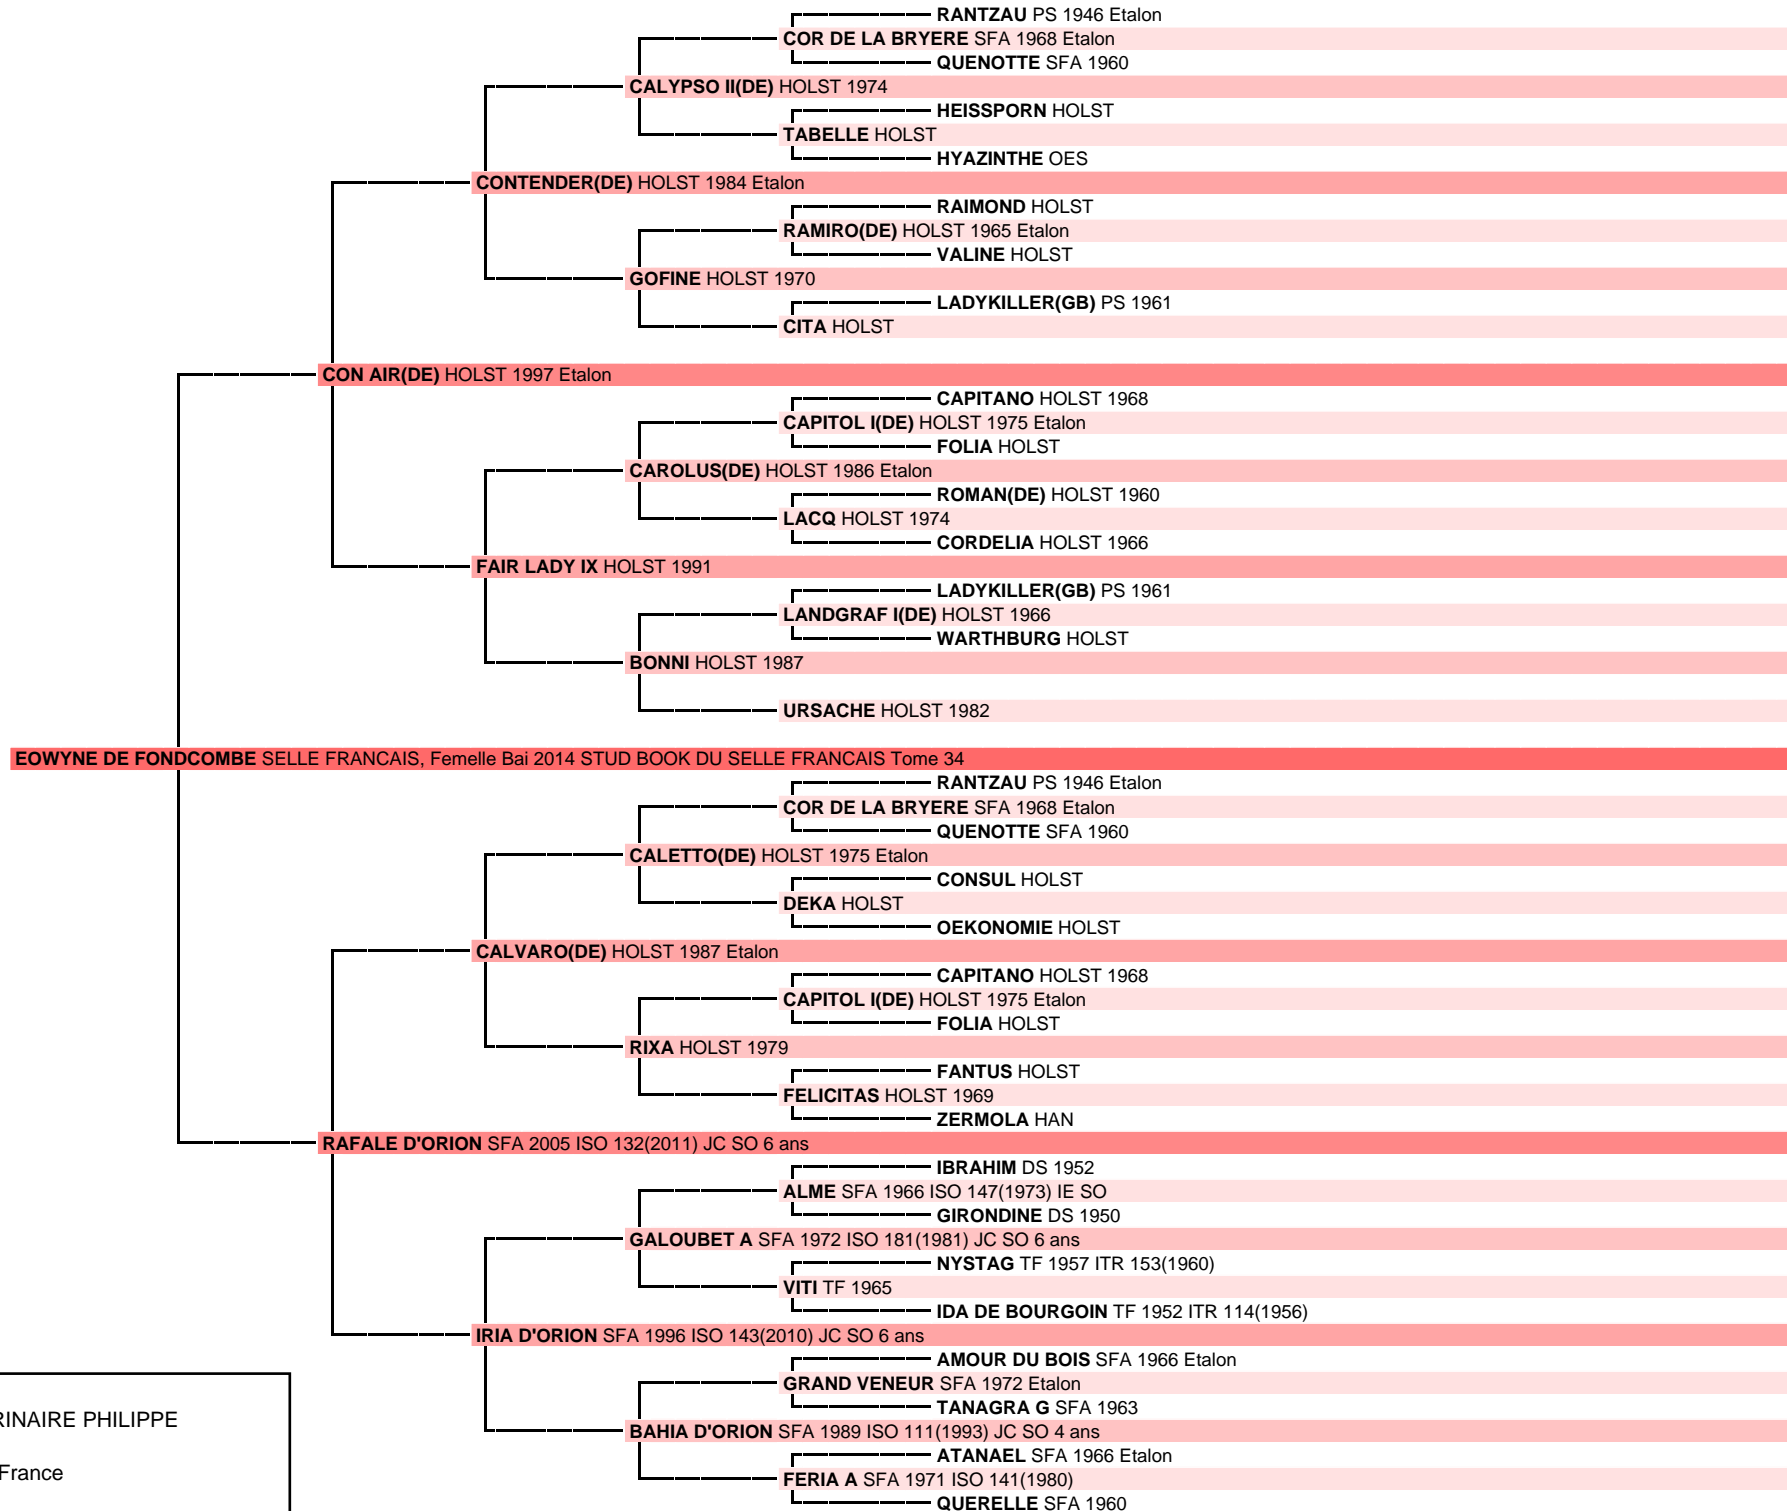 RANTZAU PS 1946 Etalon
COR DE LA BRYERE SFA 1968 Etalon
QUENOTTE SFA 1960
CALYPSO II(DE) HOLST 1974
HEISSPORN HOLST
TABELLE HOLST
HYAZINTHE OES
CONTENDER(DE) HOLST 1984 Etalon
RAIMOND HOLST
RAMIRO(DE) HOLST 1965 Etalon
VALINE HOLST
GOFINE HOLST 1970
LADYKILLER(GB) PS 1961
CITA HOLST
CON AIR(DE) HOLST 1997 Etalon
CAPITANO HOLST 1968
CAPITOL I(DE) HOLST 1975 Etalon
FOLIA HOLST
CAROLUS(DE) HOLST 1986 Etalon
ROMAN(DE) HOLST 1960
LACQ HOLST 1974
CORDELIA HOLST 1966
FAIR LADY IX HOLST 1991
LADYKILLER(GB) PS 1961
LANDGRAF I(DE) HOLST 1966
WARTHBURG HOLST
BONNI HOLST 1987
URSACHE HOLST 1982
EOWYNE DE FONDCOMBE SELLE FRANCAIS, Femelle Bai 2014 STUD BOOK DU SELLE FRANCAIS Tome 34
RANTZAU PS 1946 Etalon
COR DE LA BRYERE SFA 1968 Etalon
QUENOTTE SFA 1960
CALETTO(DE) HOLST 1975 Etalon
CONSUL HOLST
DEKA HOLST
OEKONOMIE HOLST
CALVARO(DE) HOLST 1987 Etalon
CAPITANO HOLST 1968
CAPITOL I(DE) HOLST 1975 Etalon
FOLIA HOLST
RIXA HOLST 1979
FANTUS HOLST
FELICITAS HOLST 1969
ZERMOLA HAN
RAFALE D'ORION SFA 2005 ISO 132(2011) JC SO 6 ans
IBRAHIM DS 1952
ALME SFA 1966 ISO 147(1973) IE SO
GIRONDINE DS 1950
GALOUBET A SFA 1972 ISO 181(1981) JC SO 6 ans
NYSTAG TF 1957 ITR 153(1960)
VITI TF 1965
IDA DE BOURGOIN TF 1952 ITR 114(1956)
IRIA D'ORION SFA 1996 ISO 143(2010) JC SO 6 ans
AMOUR DU BOIS SFA 1966 Etalon
GRAND VENEUR SFA 1972 Etalon
TANAGRA G SFA 1963
BAHIA D'ORION SFA 1989 ISO 111(1993) JC SO 4 ans
ATANAEL SFA 1966 Etalon
FERIA A SFA 1971 ISO 141(1980)
QUERELLE SFA 1960
RINAIRE PHILIPPE
France